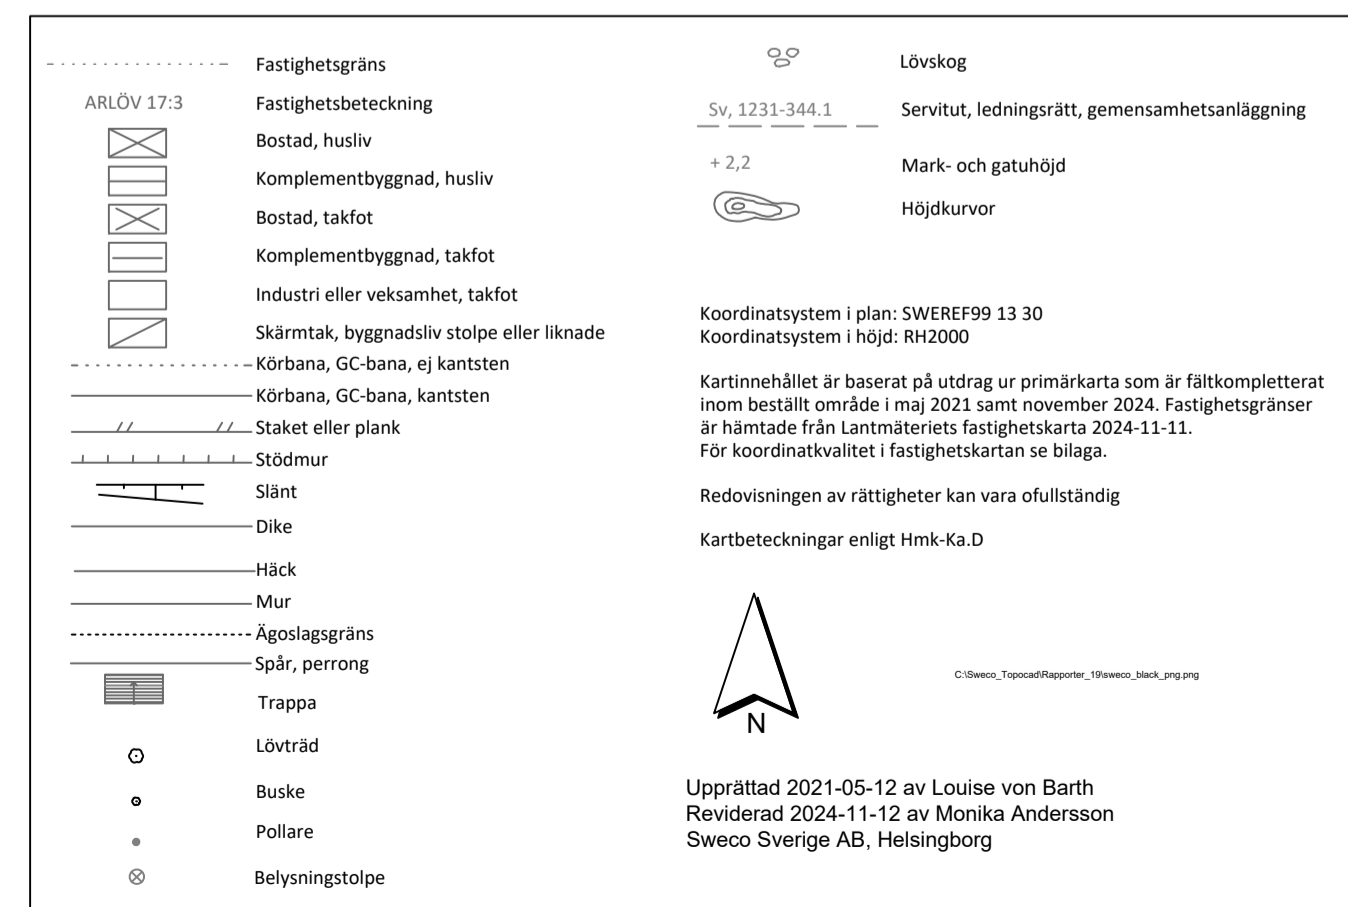 Fastighetsgräns
ARLÖV 17:3 Fastighetsbeteckning
Bostad, husliv
Komplementbyggnad, husliv
Bostad, takfot
Komplementbyggnad, takfot
Industri eller veksamhet, takfot
Skärmtak, byggnadsliv stolpe eller liknade
Körbana, GC-bana, ej kantsten
Körbana, GC-bana, kantsten
Staket eller plank
Stödmur
Slänt
Dike
Häck
Mur
Ägoslagsgräns
Spår, perrong
Trappa
Lövträd
Buske
Pollare
Belysningstolpe
Lövskog
Sv, 1231-344.1 Servitut, ledningsrätt, gemensamhetsanläggning
+ 2,2 Mark- och gatuhöjd
Höjdkurvor
Koordinatsystem i plan: SWEREF99 13 30
Koordinatsystem i höjd: RH2000
Kartinnehållet är baserat på utdrag ur primärkarta som är fältkompletterat
inom beställt område i maj 2021 samt november 2024. Fastighetsgränser
är hämtade från Lantmäteriets fastighetskarta 2024-11-11.
För koordinatkvalitet i fastighetskartan se bilaga.
Redovisningen av rättigheter kan vara ofullständig
Kartbeteckningar enligt Hmk-Ka.D
N
C:\Sweco_Topocad\Rapporter_19\sweco_black_png.png
Upprättad 2021-05-12 av Louise von Barth
Reviderad 2024-11-12 av Monika Andersson
Sweco Sverige AB, Helsingborg